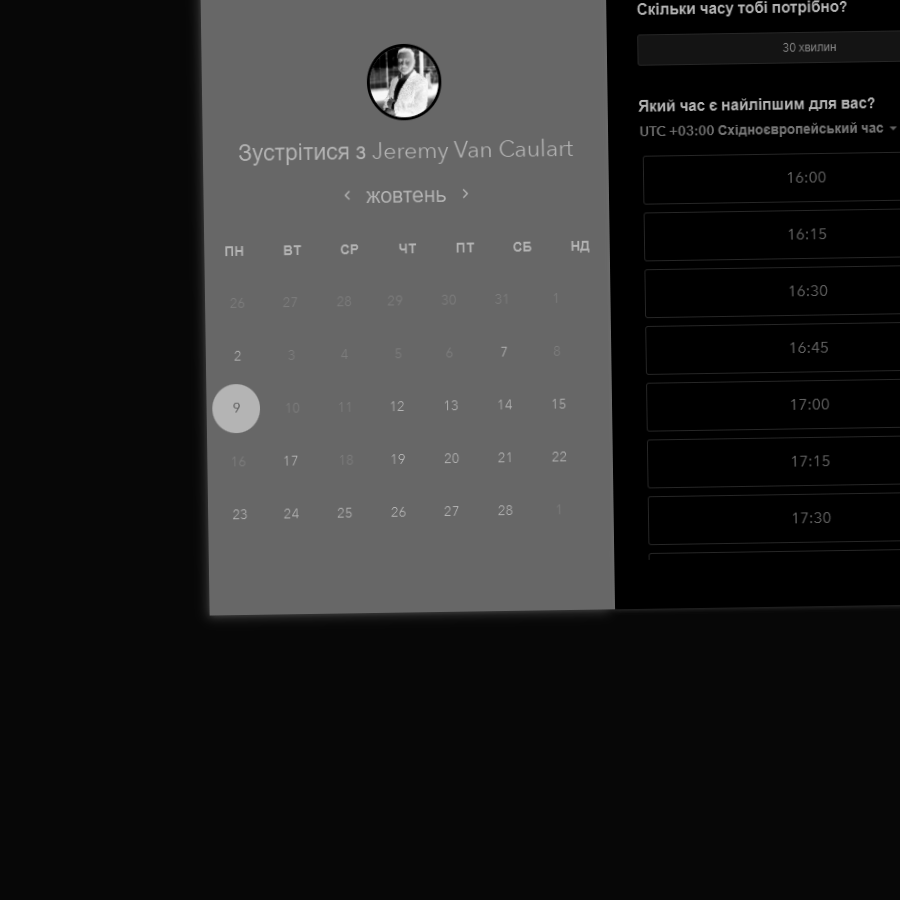 Зустрітися з Jeremy Van Caulart
‹ жовтень ›
ПН ВТ СР ЧТ ПТ СБ НД
26 27 28 29 30 31 1
2 3 4 5 6 7 8
9 10 11 12 13 14 15
16 17 18 19 20 21 22
23 24 25 26 27 28 1
Скільки часу тобі потрібно?
30 хвилин
Який час є найліпшим для вас?
UTC +03:00 Східноєвропейський час
16:00
16:15
16:30
16:45
17:00
17:15
17:30